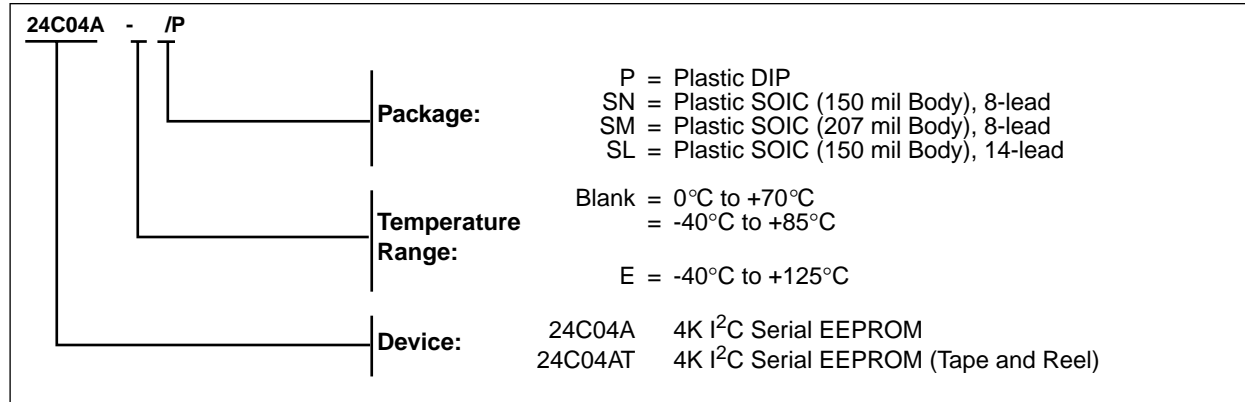 24C04A - /P
Package:
P = Plastic DIP
SN = Plastic SOIC (150 mil Body), 8-lead
SM = Plastic SOIC (207 mil Body), 8-lead
SL = Plastic SOIC (150 mil Body), 14-lead
Temperature
Range:
Blank = 0°C to +70°C
= -40°C to +85°C
E = -40°C to +125°C
Device:
24C04A 4K I²C Serial EEPROM
24C04AT 4K I²C Serial EEPROM (Tape and Reel)